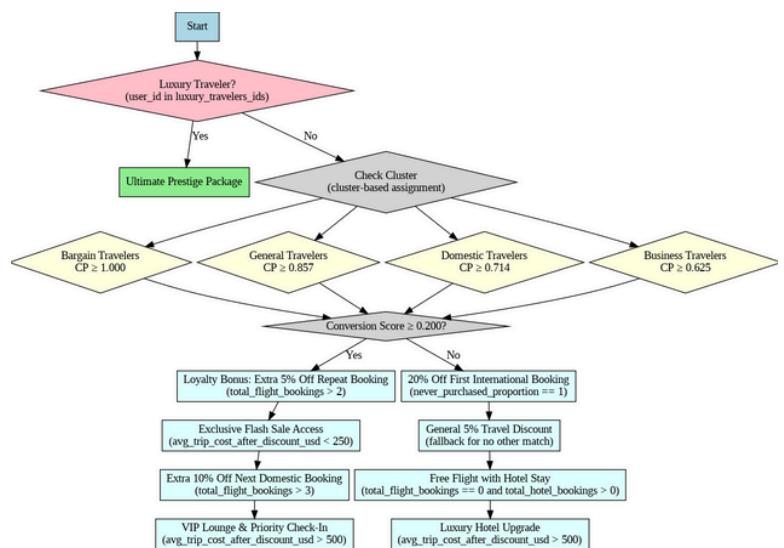 Start
Luxury Traveler?
(user_id in luxury_travelers_ids)
Yes
No
Ultimate Prestige Package
Check Cluster
(cluster-based assignment)
Bargain Travelers
CP ≥ 1.000
General Travelers
CP ≥ 0.857
Domestic Travelers
CP ≥ 0.714
Business Travelers
CP ≥ 0.625
Conversion Score ≥ 0.200?
Yes
No
Loyalty Bonus: Extra 5% Off Repeat Booking
(total_flight_bookings > 2)
20% Off First International Booking
(never_purchased_proportion == 1)
Exclusive Flash Sale Access
(avg_trip_cost_after_discount_usd < 250)
General 5% Travel Discount
(fallback for no other match)
Extra 10% Off Next Domestic Booking
(total_flight_bookings > 3)
Free Flight with Hotel Stay
(total_flight_bookings == 0 and total_hotel_bookings > 0)
VIP Lounge & Priority Check-In
(avg_trip_cost_after_discount_usd > 500)
Luxury Hotel Upgrade
(avg_trip_cost_after_discount_usd > 500)